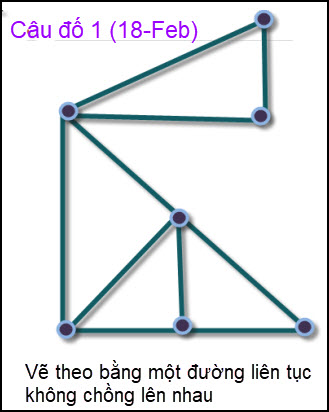 Câu đố 1 (18-Feb)
Vẽ theo bằng một đường liên tục
không chồng lên nhau